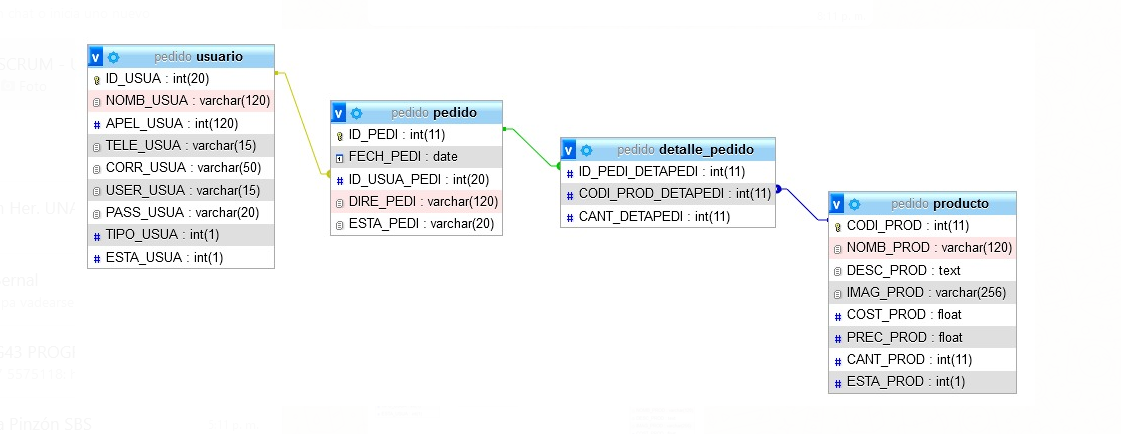 pedido usuario
ID_USUA : int(20)
NOMB_USUA : varchar(120)
APEL_USUA : int(120)
TELE_USUA : varchar(15)
CORR_USUA : varchar(50)
USER_USUA : varchar(15)
PASS_USUA : varchar(20)
TIPO_USUA : int(1)
ESTA_USUA : int(1)
pedido pedido
ID_PEDI : int(11)
FECH_PEDI : date
ID_USUA_PEDI : int(20)
DIRE_PEDI : varchar(120)
ESTA_PEDI : varchar(20)
pedido detalle_pedido
ID_PEDI_DETAPEDI : int(11)
CODI_PROD_DETAPEDI : int(11)
CANT_DETAPEDI : int(11)
pedido producto
CODI_PROD : int(11)
NOMB_PROD : varchar(120)
DESC_PROD : text
IMAG_PROD : varchar(256)
COST_PROD : float
PREC_PROD : float
CANT_PROD : int(11)
ESTA_PROD : int(1)
SCRUM -
Pinzón SBS